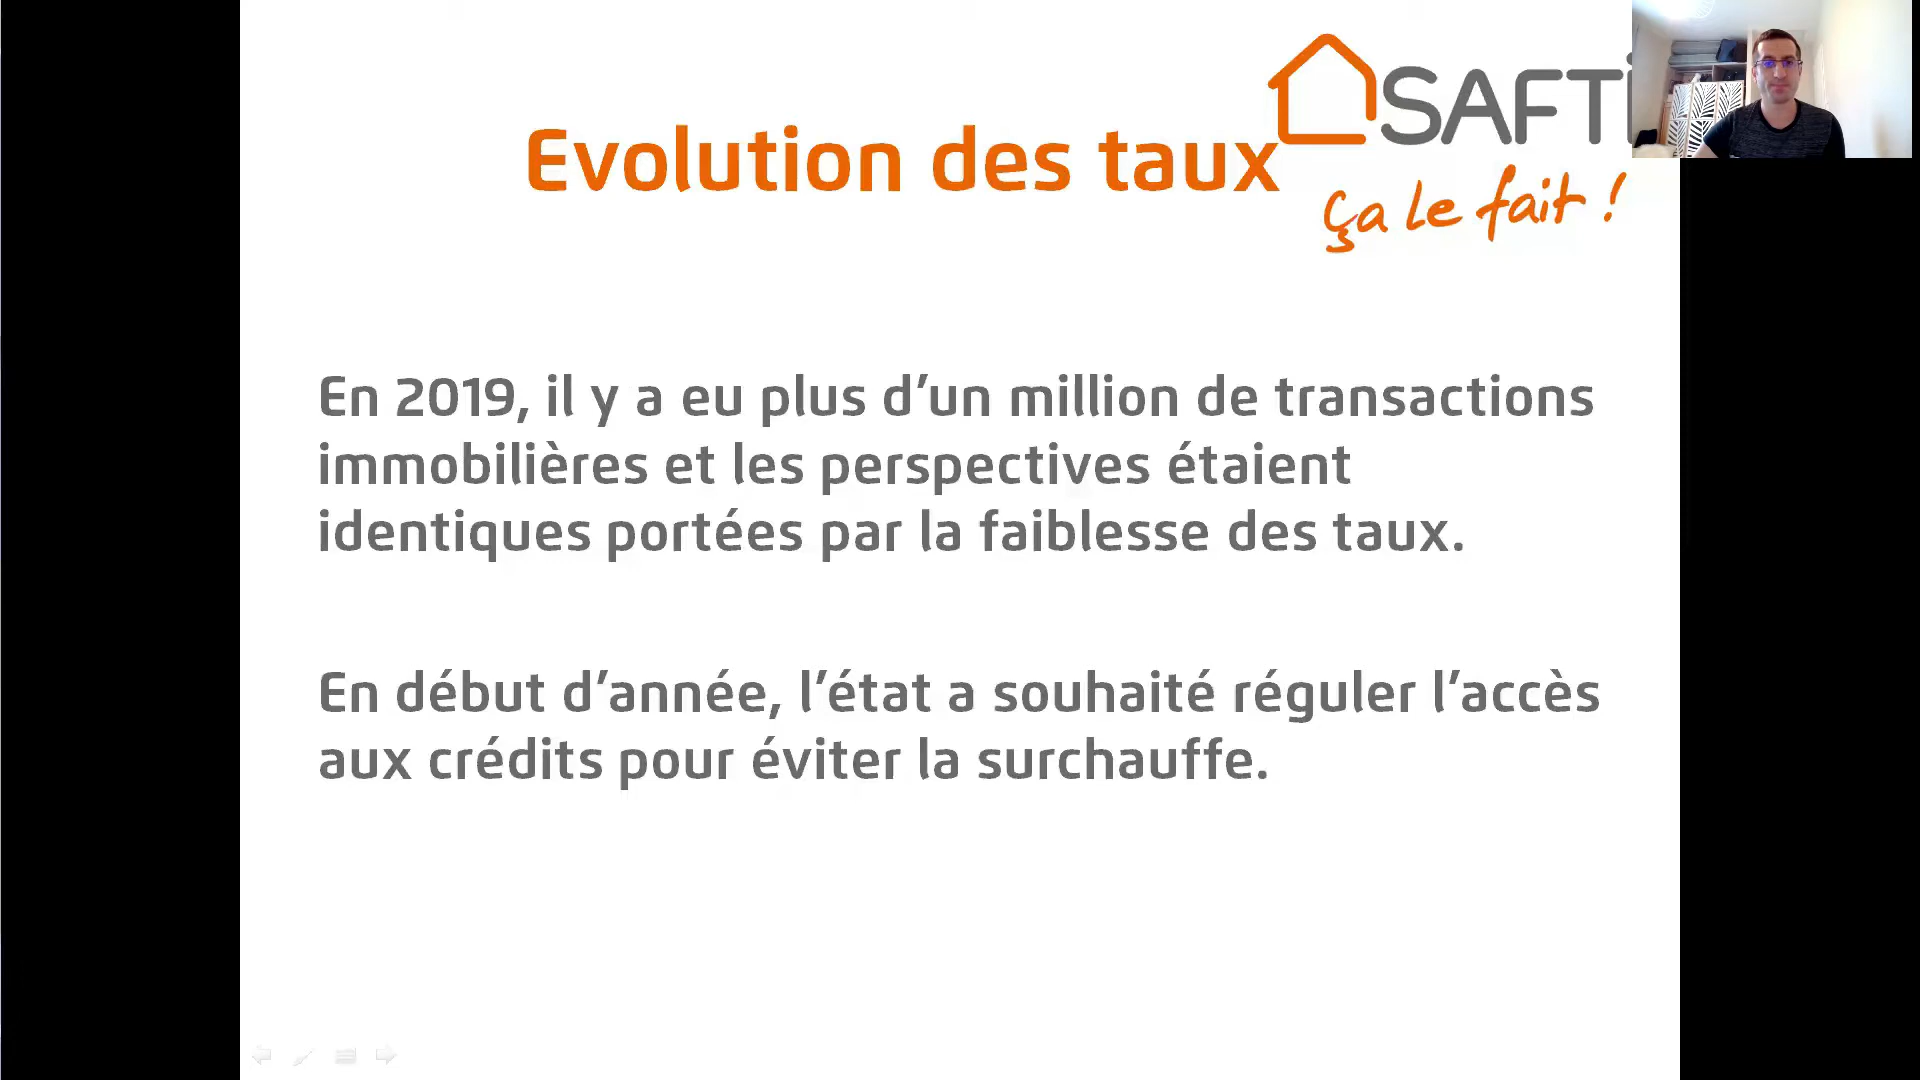 SAFTi
Evolution des taux
ça le fait !
En 2019, il y a eu plus d’un million de transactions
immobilières et les perspectives étaient
identiques portées par la faiblesse des taux.
En début d’année, l’état a souhaité réguler l’accès
aux crédits pour éviter la surchauffe.